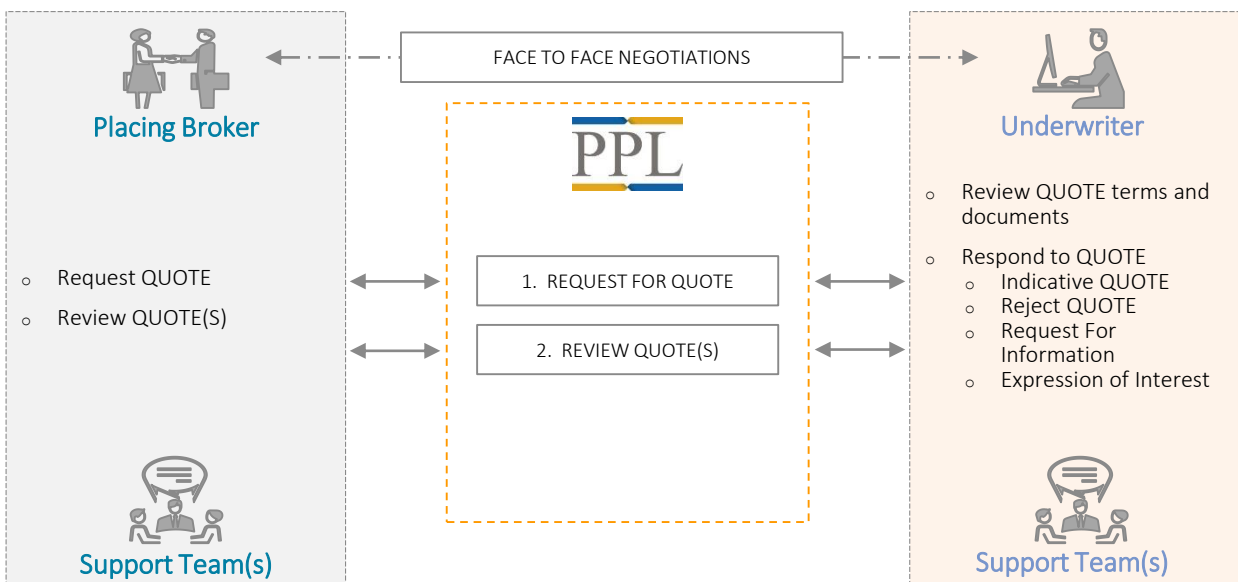 FACE TO FACE NEGOTIATIONS
Placing Broker
Underwriter
PPL
○ Request QUOTE
○ Review QUOTE(S)
1. REQUEST FOR QUOTE
2. REVIEW QUOTE(S)
○ Review QUOTE terms and
documents
○ Respond to QUOTE
○ Indicative QUOTE
○ Reject QUOTE
○ Request For
Information
○ Expression of Interest
Support Team(s)
Support Team(s)